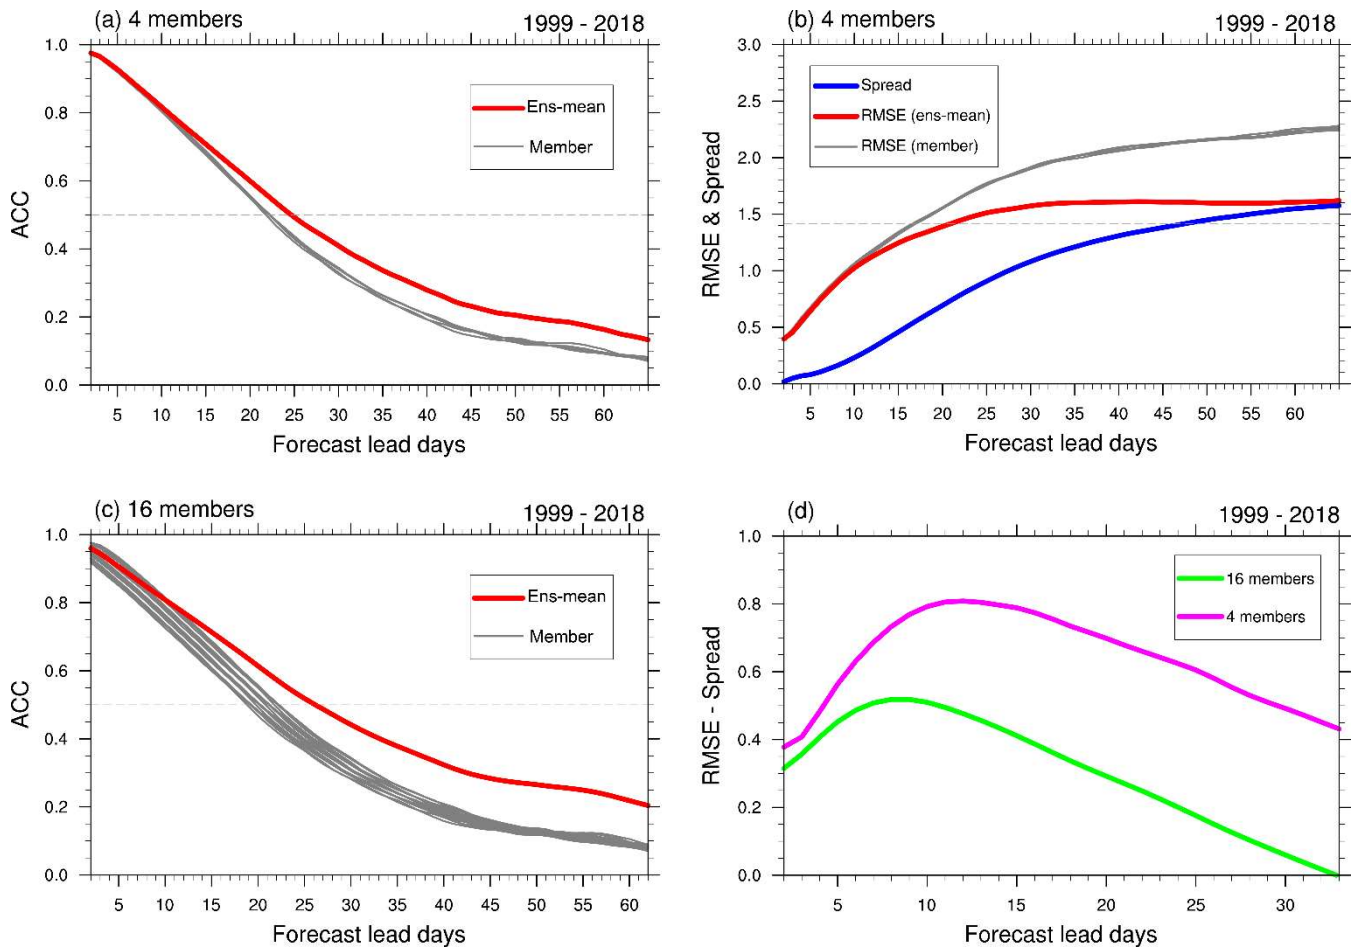 (a) 4 members 1999 - 2018
1.0
0.8
0.6
0.4
0.2
0.0
ACC
Ens-mean
Member
5 10 15 20 25 30 35 40 45 50 55 60
Forecast lead days
(b) 4 members 1999 - 2018
3.0
2.5
2.0
1.5
1.0
0.5
0.0
RMSE & Spread
Spread
RMSE (ens-mean)
RMSE (member)
5 10 15 20 25 30 35 40 45 50 55 60
Forecast lead days
(c) 16 members 1999 - 2018
1.0
0.8
0.6
0.4
0.2
0.0
ACC
Ens-mean
Member
5 10 15 20 25 30 35 40 45 50 55 60
Forecast lead days
(d) 1999 - 2018
1.0
0.8
0.6
0.4
0.2
0.0
RMSE - Spread
16 members
4 members
5 10 15 20 25 30
Forecast lead days